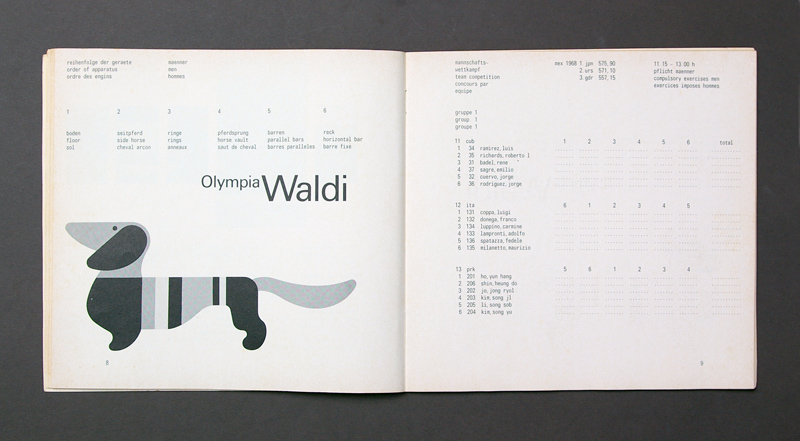 reihenfolge der geraete maenner
order of apparatus men
ordre des engins hommes
1 2 3 4 5 6
boden seitpferd ringe pferdsprung barren reck
floor side horse rings horse vault parallel bars horizontal bar
sol cheval arcon anneaux saut de cheval barres paralleles barre fixe
Olympia Waldi
8
mannschafts- mex 1968 1 jpn 575,90 11.15 - 13.00 h
wettkampf 2 urs 571,10 pflicht maenner
team competition 3 gdr 557,15 compulsory exercises men
concours par exercices imposes hommes
equipe
gruppe 1
group 1
groupe 1
11 cub 1 2 3 4 5 6 total
1 34 ramirez, luis
2 35 richards, roberto l
3 31 badel, rene
4 37 sagre, emilio
5 32 cuervo, jorge
6 36 rodriguez, jorge
12 ita 6 1 2 3 4 5
1 131 coppa, luigi
2 132 donega, franco
3 134 luppino, carmine
4 133 lampronti, adolfo
5 136 spatazza, fedele
6 135 milanetto, maurizio
13 prk 5 6 1 2 3 4
1 201 ho, yun hang
2 206 shin, heung do
3 202 jo, jong ryol
4 203 kim, song jl
5 205 li, song sob
6 204 kim, song yu
9